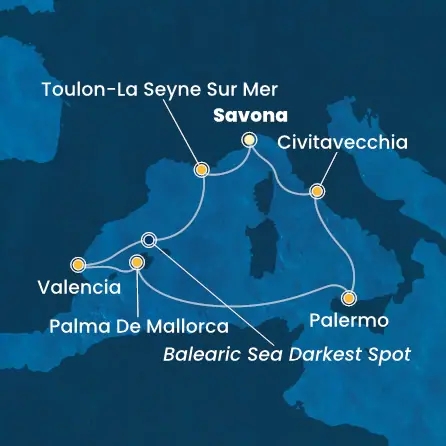 Toulon-La Seyne Sur Mer
Savona
Civitavecchia
Valencia
Palma De Mallorca
Palermo
Balearic Sea Darkest Spot